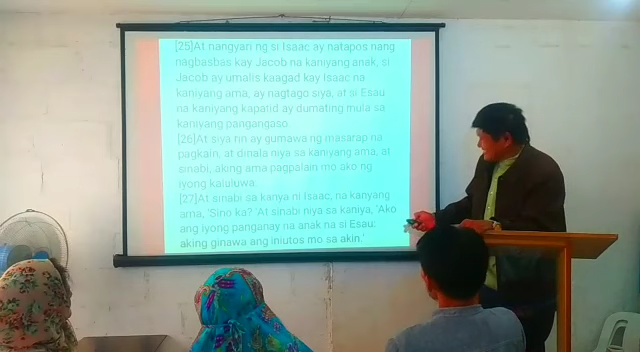 [25]At nangyari ng si Isaac ay natapos nang
nagbasbas kay Jacob na kaniyang anak, si
Jacob ay umalis kaagad kay Isaac na
kaniyang ama, ay nagtago siya, at si Esau
na kaniyang kapatid ay dumating mula sa
kaniyang pangangaso.
[26]At siya rin ay gumawa ng masarap na
pagkain, at dinala niya sa kaniyang ama, at
sinabi, aking ama pagpalain mo ako ng
iyong kaluluwa.
[27]At sinabi sa kanya ni Isaac, na kanyang
ama, 'Sino ka? 'At sinabi niya sa kaniya, 'Ako
ang iyong panganay na anak na si Esau:
aking ginawa ang iniutos mo sa akin.'